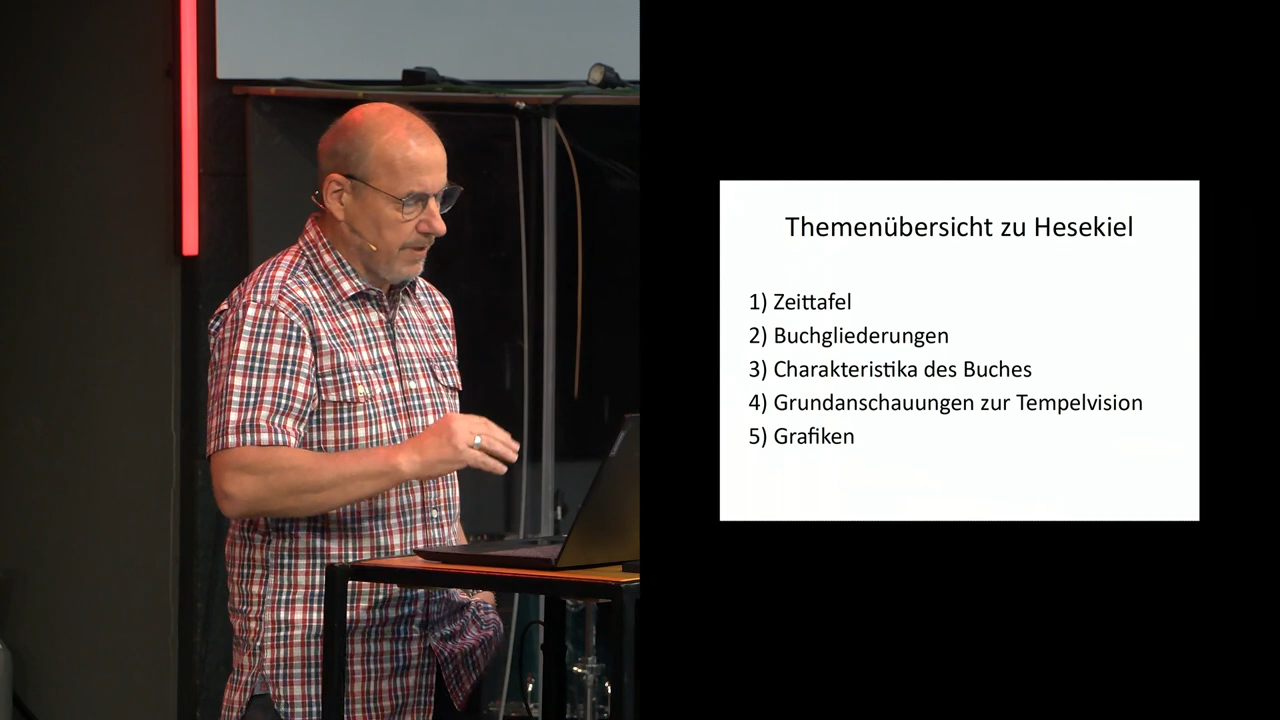 Themenübersicht zu Hesekiel
1) Zeittafel
2) Buchgliederungen
3) Charakteristika des Buches
4) Grundanschauungen zur Tempelvision
5) Grafiken